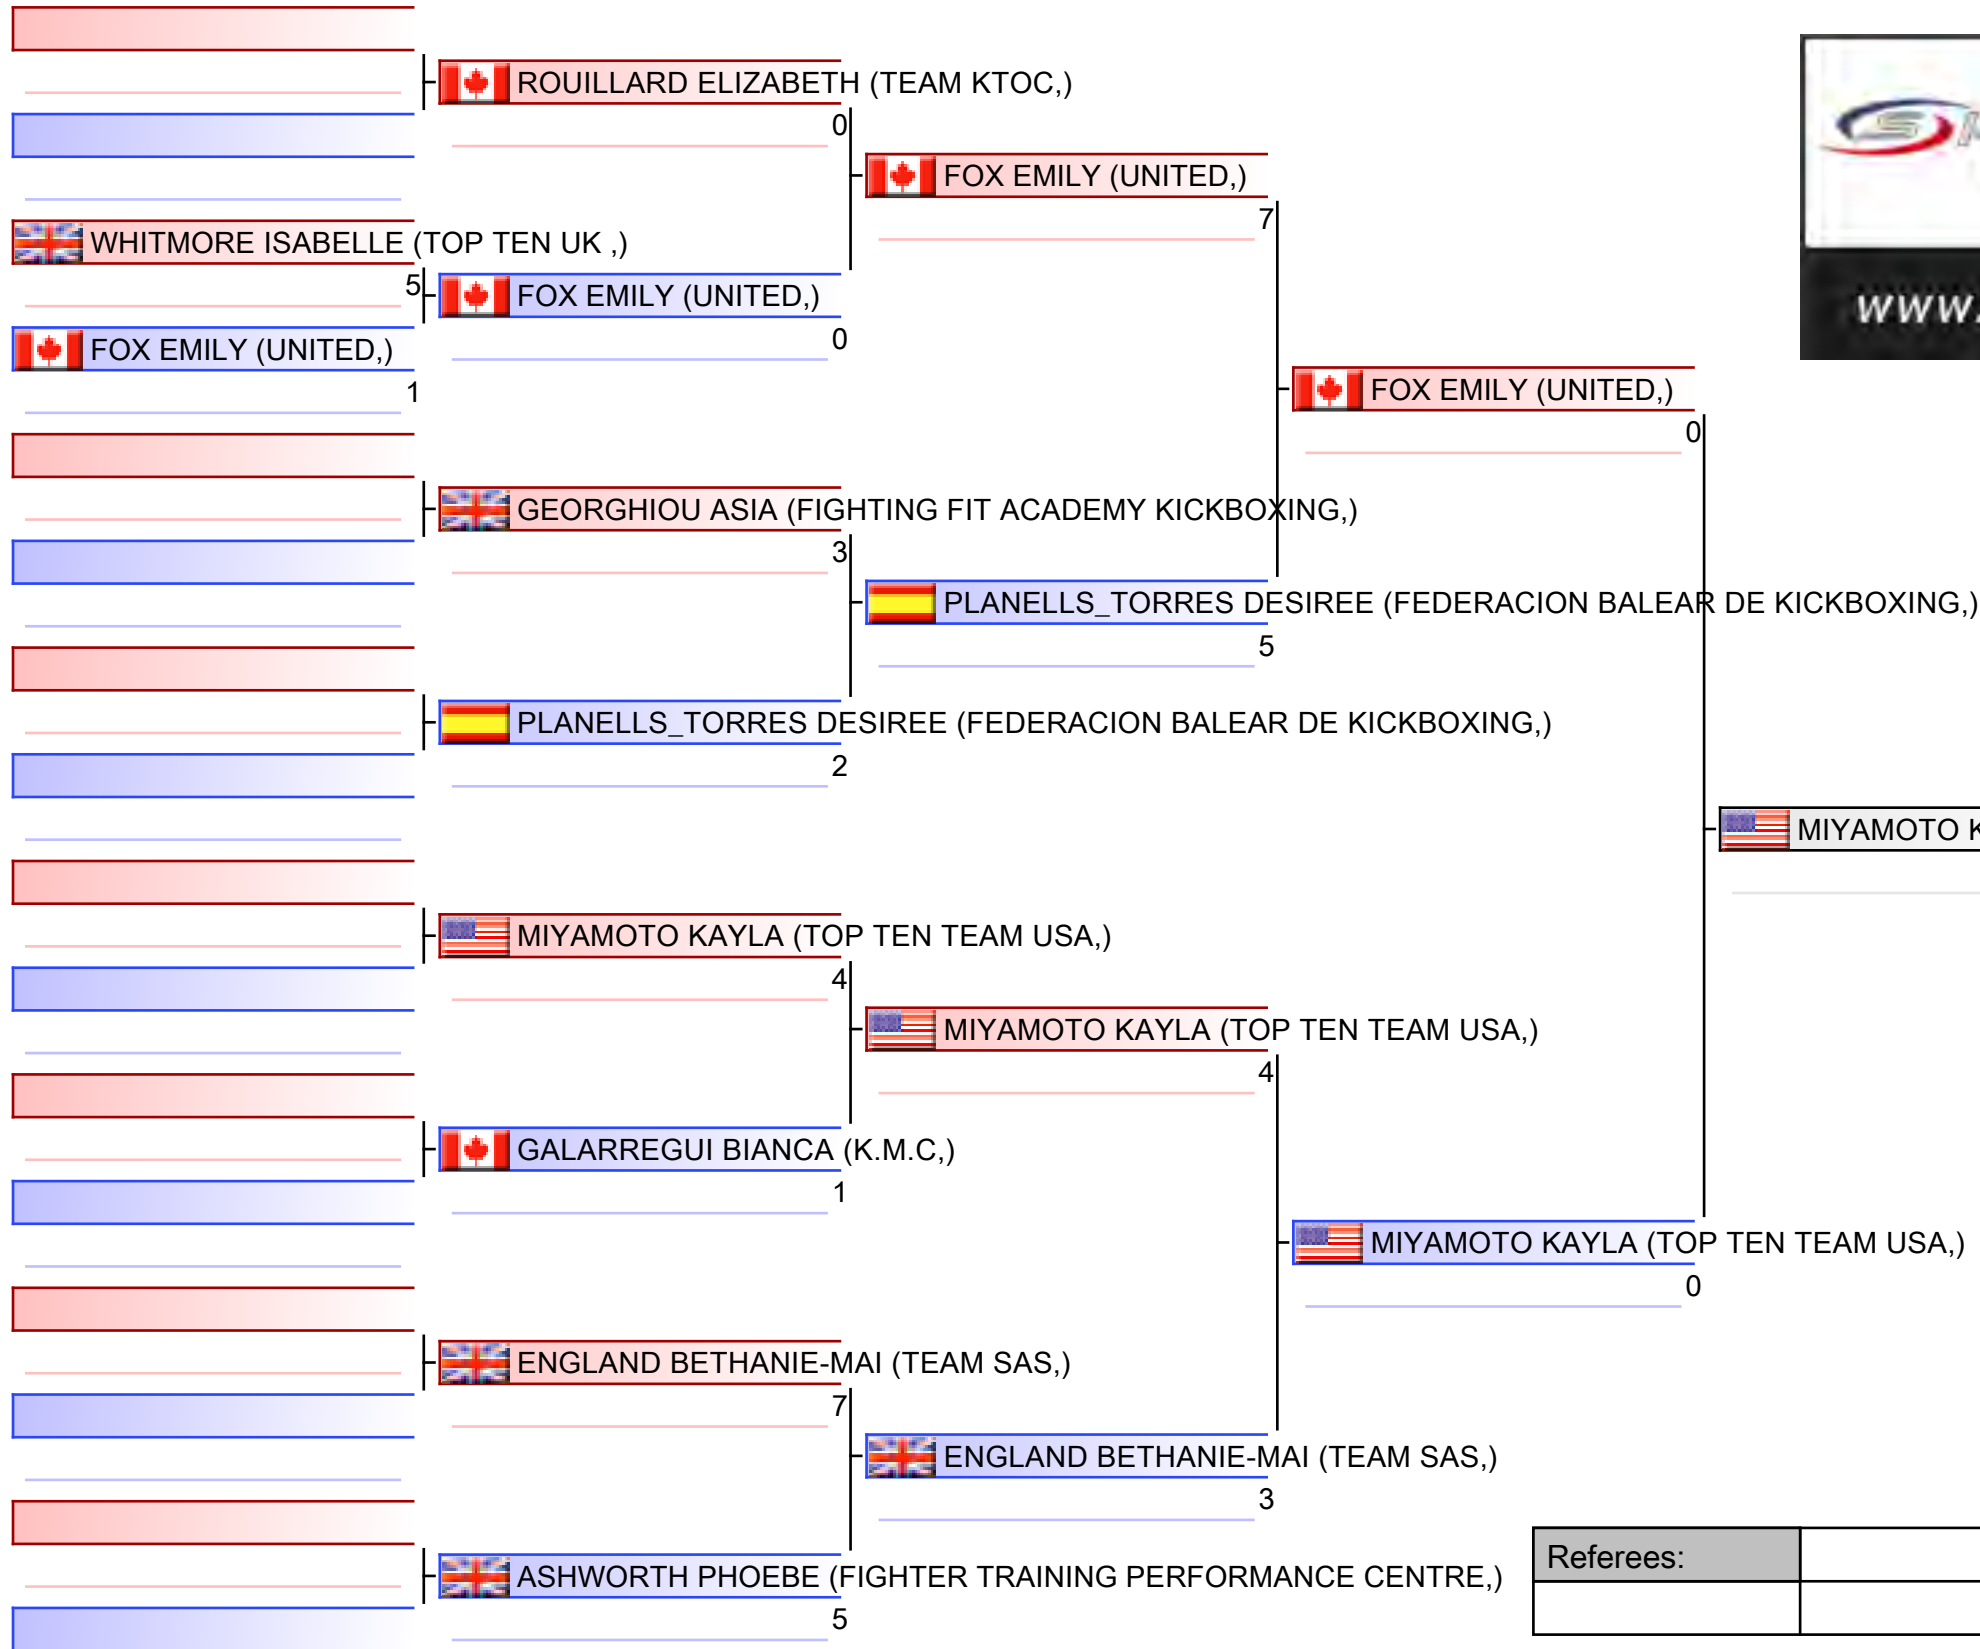 ROUILLARD ELIZABETH (TEAM KTOC,)
0
FOX EMILY (UNITED,)
7
WHITMORE ISABELLE (TOP TEN UK ,)
5
FOX EMILY (UNITED,)
0
FOX EMILY (UNITED,)
1
FOX EMILY (UNITED,)
0
GEORGHIOU ASIA (FIGHTING FIT ACADEMY KICKBOXING,)
3
PLANELLS_TORRES DESIREE (FEDERACION BALEAR DE KICKBOXING,)
5
PLANELLS_TORRES DESIREE (FEDERACION BALEAR DE KICKBOXING,)
2
MIYAMOTO K
MIYAMOTO KAYLA (TOP TEN TEAM USA,)
4
MIYAMOTO KAYLA (TOP TEN TEAM USA,)
4
GALARREGUI BIANCA (K.M.C,)
1
MIYAMOTO KAYLA (TOP TEN TEAM USA,)
0
ENGLAND BETHANIE-MAI (TEAM SAS,)
7
ENGLAND BETHANIE-MAI (TEAM SAS,)
3
ASHWORTH PHOEBE (FIGHTER TRAINING PERFORMANCE CENTRE,)
5
Referees:
S
www.